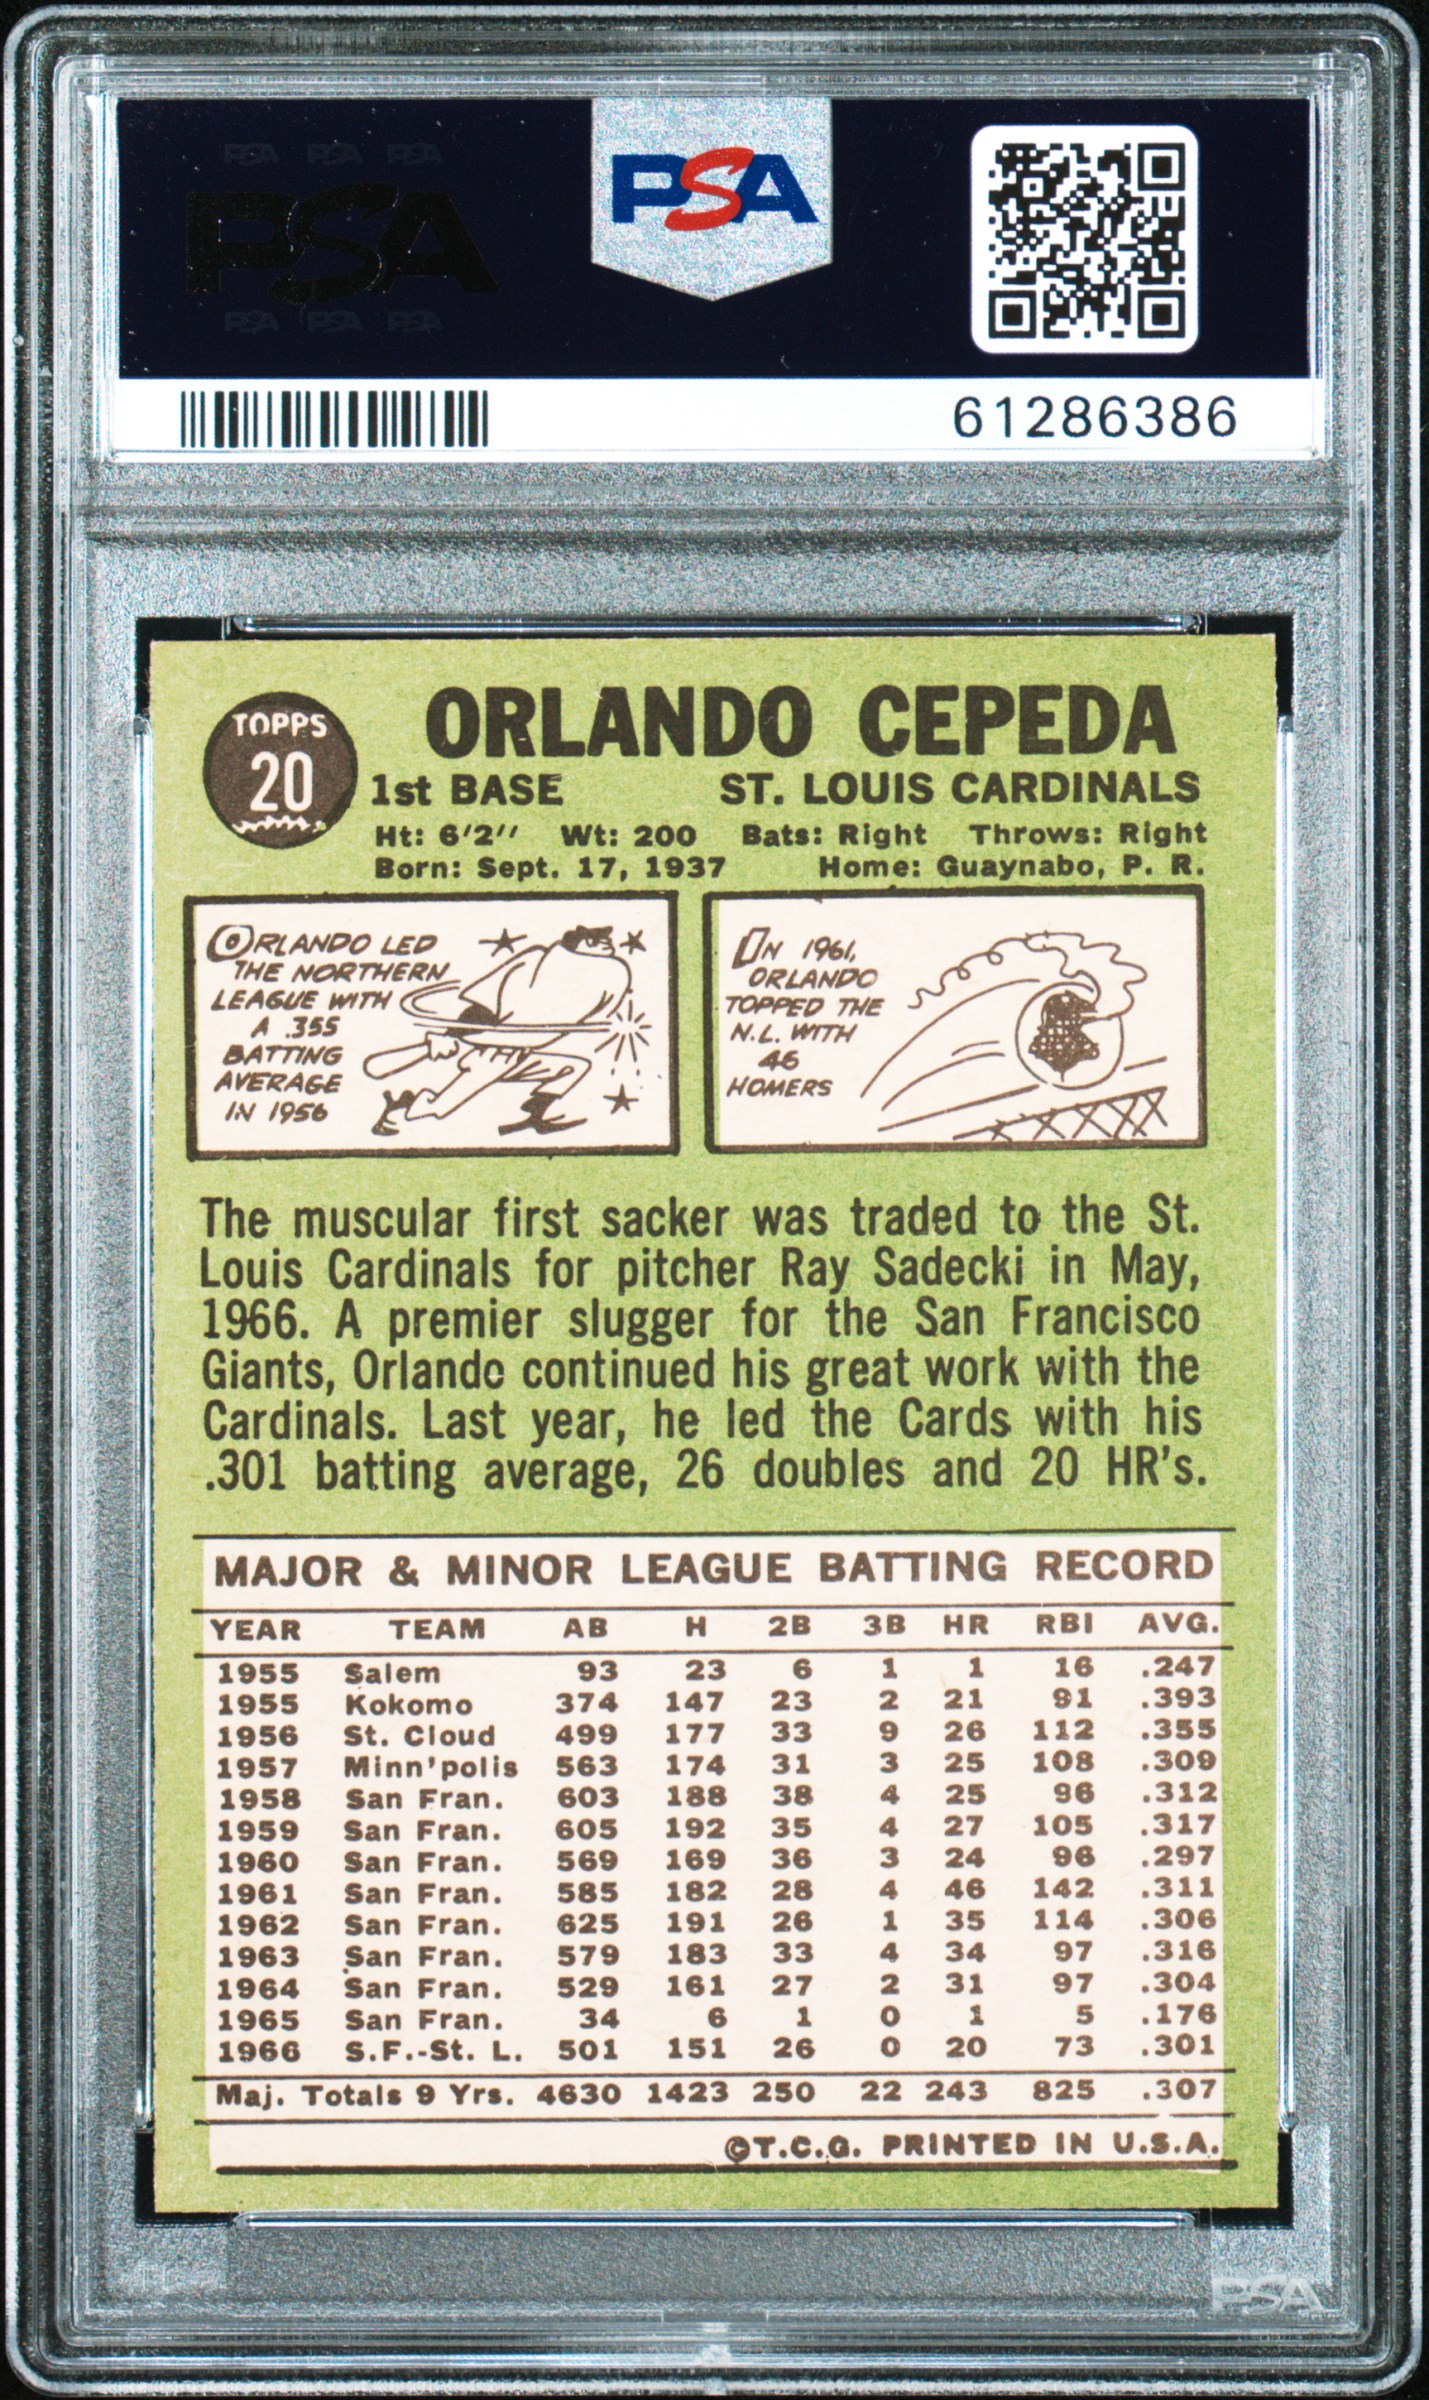 PSA PSA PSA
PSA
PSA PSA PSA
PSA
61286386
TOPPS
20
ORLANDO CEPEDA
1st BASE ST. LOUIS CARDINALS
Ht: 6'2'' Wt: 200 Bats: Right Throws: Right
Born: Sept. 17, 1937 Home: Guaynabo, P. R.
ORLANDO LED
THE NORTHERN
LEAGUE WITH
A .355
BATTING
AVERAGE
IN 1956
IN 1961,
ORLANDO
TOPPED THE
N.L. WITH
46
HOMERS
The muscular first sacker was traded to the St.
Louis Cardinals for pitcher Ray Sadecki in May,
1966. A premier slugger for the San Francisco
Giants, Orlando continued his great work with the
Cardinals. Last year, he led the Cards with his
.301 batting average, 26 doubles and 20 HR's.
MAJOR & MINOR LEAGUE BATTING RECORD
YEAR TEAM AB H 2B 3B HR RBI AVG.
1955 Salem 93 23 6 1 1 16 .247
1955 Kokomo 374 147 23 2 21 91 .393
1956 St. Cloud 499 177 33 9 26 112 .355
1957 Minn'polis 563 174 31 3 25 108 .309
1958 San Fran. 603 188 38 4 25 96 .312
1959 San Fran. 605 192 35 4 27 105 .317
1960 San Fran. 569 169 36 3 24 96 .297
1961 San Fran. 585 182 28 4 46 142 .311
1962 San Fran. 625 191 26 1 35 114 .306
1963 San Fran. 579 183 33 4 34 97 .316
1964 San Fran. 529 161 27 2 31 97 .304
1965 San Fran. 34 6 1 0 1 5 .176
1966 S.F.-St. L. 501 151 26 0 20 73 .301
Maj. Totals 9 Yrs. 4630 1423 250 22 243 825 .307
©T.C.G. PRINTED IN U.S.A.
PSA